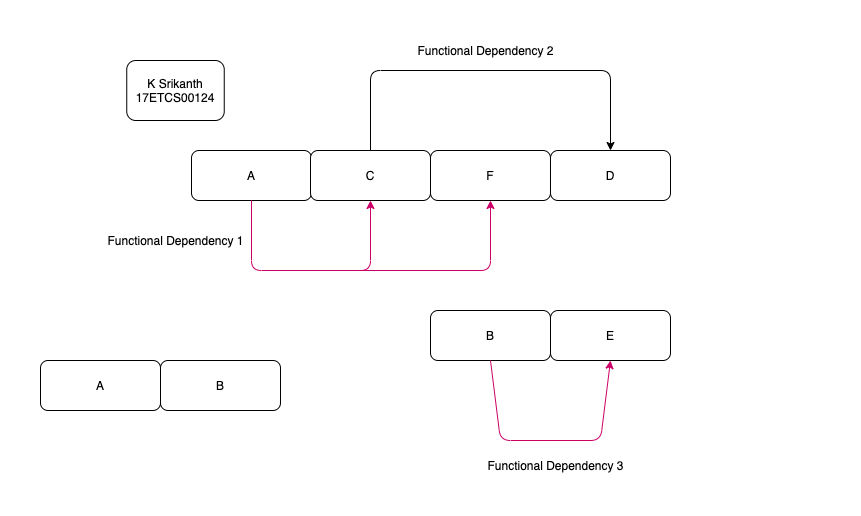 Functional Dependency 2
K Srikanth
17ETCS00124
A
C
F
D
Functional Dependency 1
B
E
A
B
Functional Dependency 3